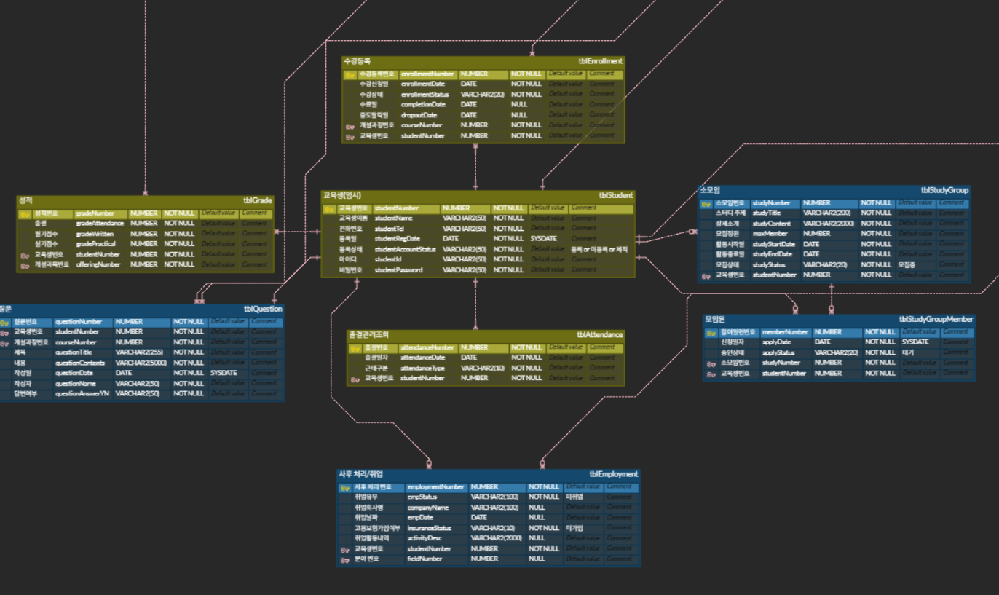 수강등록 tblEnrollment
수강등록번호 enrollmentNumber NUMBER NOT NULL Default value Comment
수강신청일 enrollmentDate DATE NOT NULL Default value Comment
수강상태 enrollmentStatus VARCHAR2(20) NOT NULL Default value Comment
수료일 completionDate DATE NULL Default value Comment
중도탈락일 dropoutDate DATE NULL Default value Comment
개설과정번호 courseNumber NUMBER NOT NULL Default value Comment
교육생번호 studentNumber NUMBER NOT NULL Default value Comment
성적 tblGrade
성적번호 gradeNumber NUMBER NOT NULL Default value Comment
출결 gradeAttendance NUMBER NOT NULL Default value Comment
필기점수 gradeWritten NUMBER NOT NULL Default value Comment
실기점수 gradePractical NUMBER NOT NULL Default value Comment
교육생번호 studentNumber NUMBER NOT NULL Default value Comment
개설과목번호 offeringNumber NUMBER NOT NULL Default value Comment
교육생(임시) tblStudent
교육생번호 studentNumber NUMBER NOT NULL Default value Comment
교육생이름 studentName VARCHAR2(50) NOT NULL Default value Comment
전화번호 studentTel VARCHAR2(50) NOT NULL Default value Comment
등록일 studentRegDate DATE NOT NULL SYSDATE Comment
등록상태 studentAccountStatus VARCHAR2(50) NOT NULL Default value 등록 or 미등록 or 제적
아이디 studentId VARCHAR2(50) NOT NULL Default value Comment
비밀번호 studentPassword VARCHAR2(50) NOT NULL Default value Comment
소모임 tblStudyGroup
소모임번호 studyNumber NUMBER NOT NULL Default value Comment
스터디 주제 studyTitle VARCHAR2(200) NOT NULL Default value Comment
상세소개 studyContent VARCHAR2(2000) NOT NULL Default value Comment
모집정원 maxMember NUMBER NOT NULL Default value Comment
활동시작일 studyStartDate DATE NOT NULL Default value Comment
활동종료일 studyEndDate DATE NOT NULL Default value Comment
모집상태 studyStatus VARCHAR2(20) NOT NULL 모집중 Comment
교육생번호 studentNumber NUMBER NOT NULL Default value Comment
질문 tblQuestion
질문번호 questionNumber NUMBER NOT NULL Default value Comment
교육생번호 studentNumber NUMBER NOT NULL Default value Comment
개설과정번호 courseNumber NUMBER NOT NULL Default value Comment
제목 questionTitle VARCHAR2(255) NOT NULL Default value Comment
내용 questionContents VARCHAR2(5000) NOT NULL Default value Comment
작성일 questionDate DATE NOT NULL SYSDATE Comment
작성자 questionName VARCHAR2(50) NOT NULL Default value Comment
답변여부 questionAnswerYN VARCHAR2(50) NOT NULL Default value Comment
출결관리조회 tblAttendance
출결번호 attendanceNumber NUMBER NOT NULL Default value Comment
출결일자 attendanceDate DATE NOT NULL Default value Comment
근태구분 attendanceType VARCHAR2(10) NOT NULL Default value Comment
교육생번호 studentNumber NUMBER NOT NULL Default value Comment
모임원 tblStudyGroupMember
참여일련번호 memberNumber NUMBER NOT NULL Default value Comment
신청일자 applyDate DATE NOT NULL SYSDATE Comment
승인상태 applyStatus VARCHAR2(20) NOT NULL 대기 Comment
소모임번호 studyNumber NUMBER NOT NULL Default value Comment
교육생번호 studentNumber NUMBER NOT NULL Default value Comment
사후 처리/취업 tblEmployment
사후 처리 번호 employmentNumber NUMBER NOT NULL Default value Comment
취업유무 empStatus VARCHAR2(100) NOT NULL 미취업 Comment
취업회사명 companyName VARCHAR2(100) NULL Default value Comment
취업날짜 empDate DATE NULL Default value Comment
고용보험가입여부 insuranceStatus VARCHAR2(10) NOT NULL 미가입 Comment
취업활동내역 activityDesc VARCHAR2(2000) NULL Default value Comment
교육생번호 studentNumber NUMBER NOT NULL Default value Comment
분야 번호 fieldNumber NUMBER NULL Default value Comment